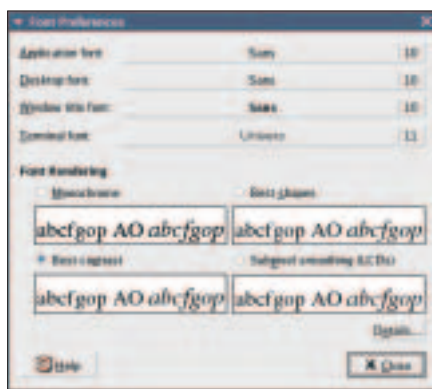 Font Preferences
Application font: Sans 10
Desktop font: Sans 10
Window title font: Sans 10
Terminal font: 11
Font Rendering
Monochrome Best shapes
abcfgop AO abcfgop abcfgop AO abcfgop
Best contrast Subpixel smoothing (LCDs)
abcfgop AO abcfgop abcfgop AO abcfgop
Details...
Help Close